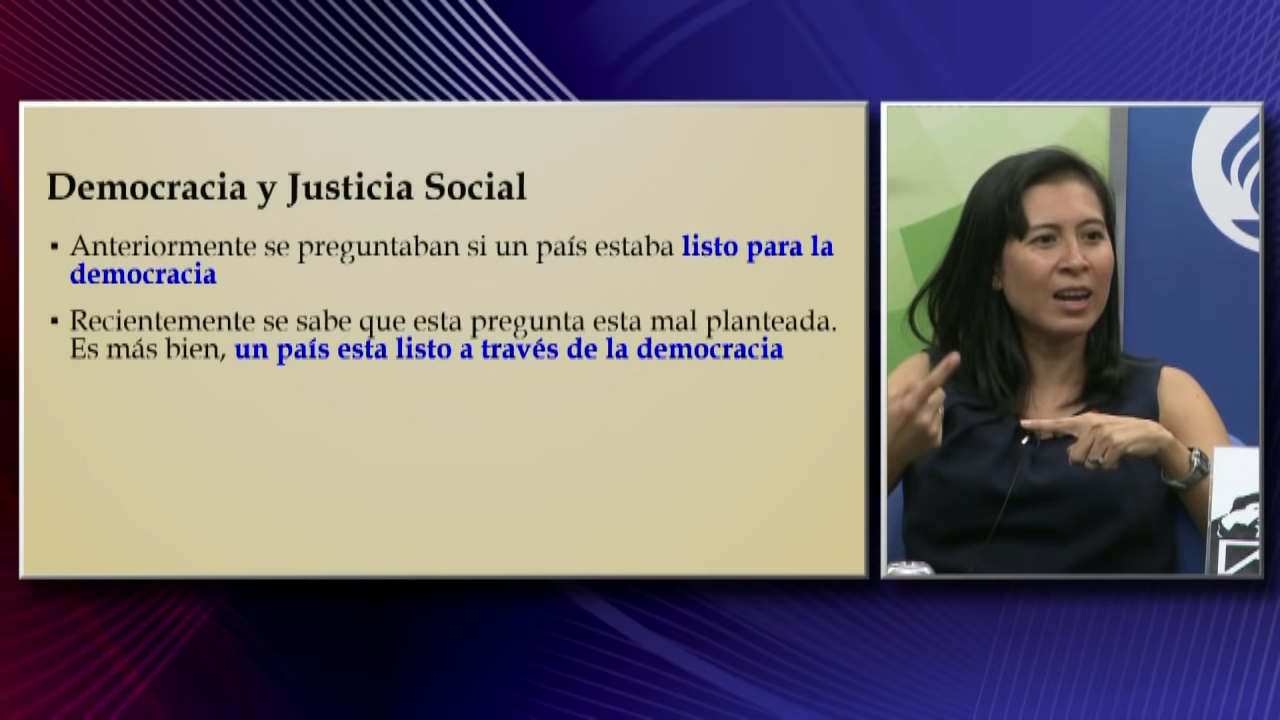 Democracia y Justicia Social
▪ Anteriormente se preguntaban si un país estaba listo para la
democracia
▪ Recientemente se sabe que esta pregunta esta mal planteada.
Es más bien, un país esta listo a través de la democracia